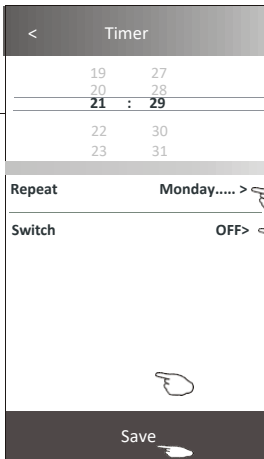 < Timer
19 27
20 28
21 : 29
22 30
23 31
Repeat Monday..... >
Switch OFF>
Save